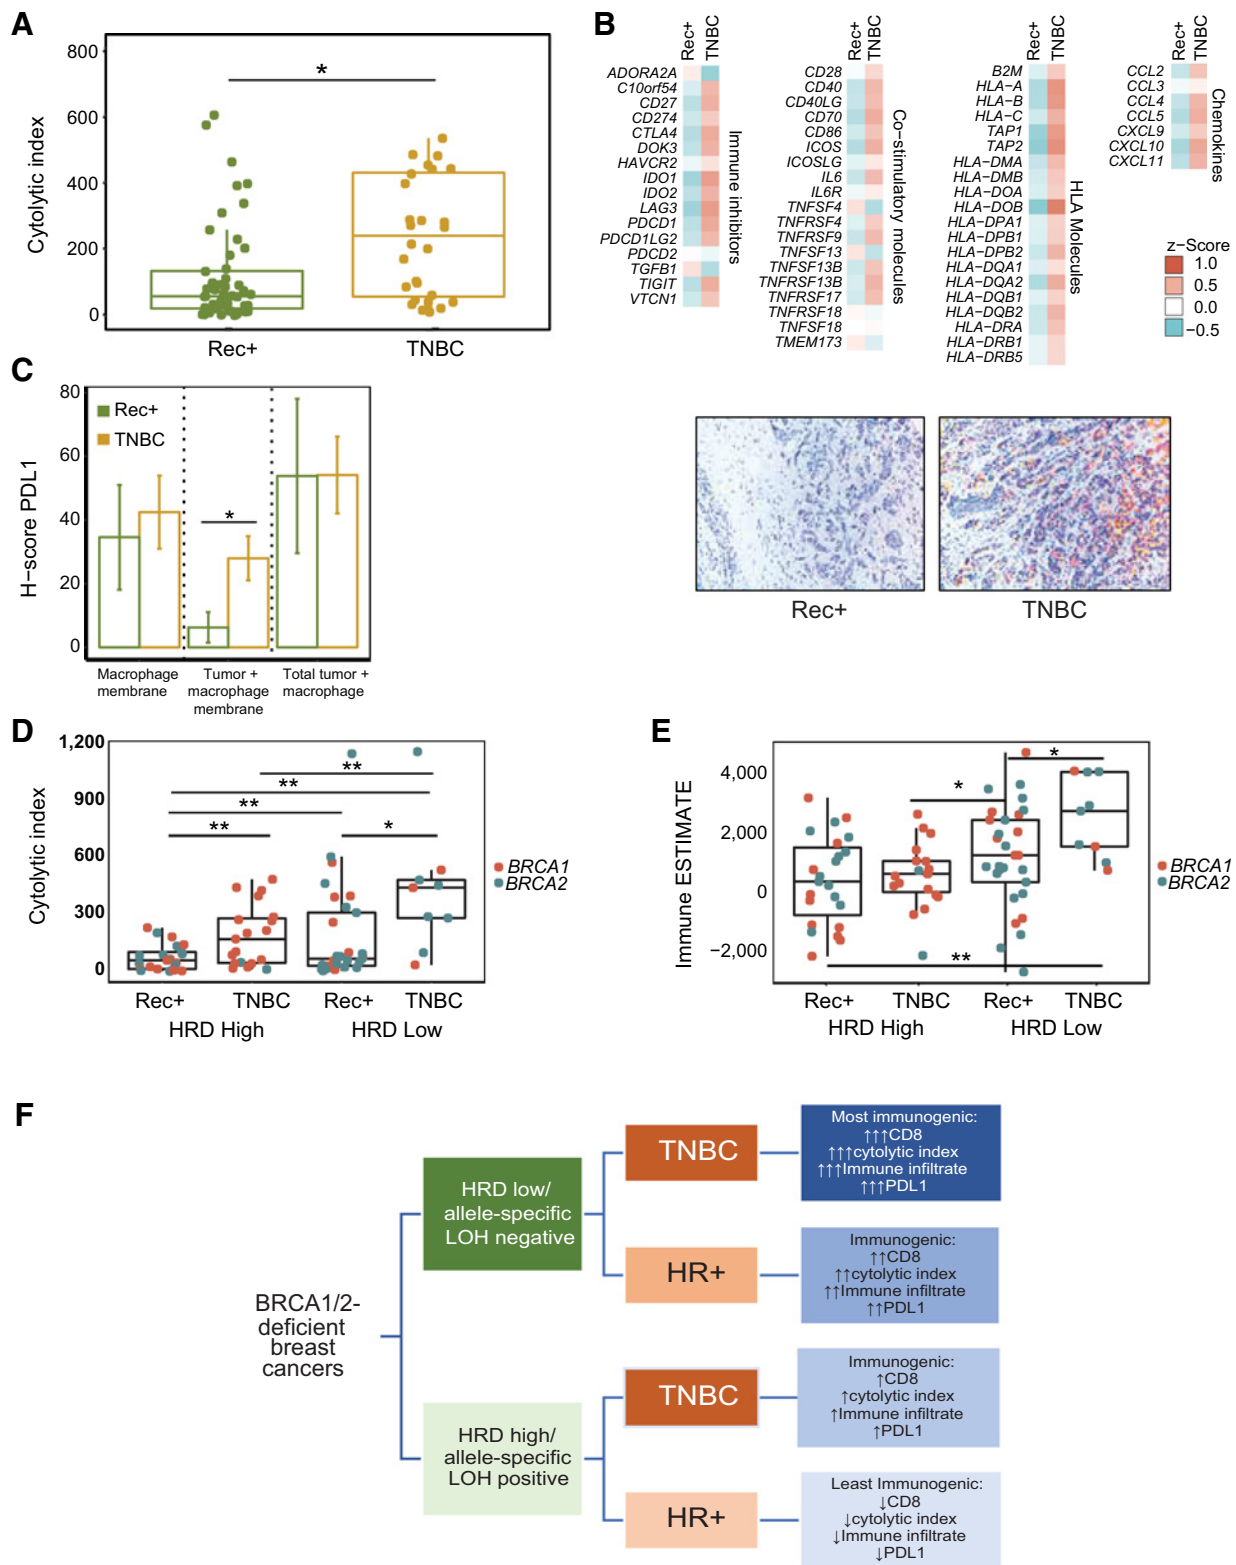 A
Cytolytic index
800
600
400
200
0
*
Rec+
TNBC
B
Rec+
TNBC
ADORA2A
C10orf54
CD27
CD274
CTLA4
DOK3
HAVCR2
IDO1
IDO2
LAG3
PDCD1
PDCD1LG2
PDCD2
TGFB1
TIGIT
VTCN1
Immune inhibitors
Rec+
TNBC
CD28
CD40
CD40LG
CD70
CD86
ICOS
ICOSLG
IL6
IL6R
TNFSF4
TNFRSF4
TNFRSF9
TNFSF13
TNFSF13B
TNFRSF13B
TNFRSF17
TNFRSF18
TNFSF18
TMEM173
Co-stimulatory molecules
Rec+
TNBC
B2M
HLA-A
HLA-B
HLA-C
TAP1
TAP2
HLA-DMA
HLA-DMB
HLA-DOA
HLA-DOB
HLA-DPA1
HLA-DPB1
HLA-DPB2
HLA-DQA1
HLA-DQA2
HLA-DQB1
HLA-DQB2
HLA-DRA
HLA-DRB1
HLA-DRB5
HLA Molecules
Rec+
TNBC
CCL2
CCL3
CCL4
CCL5
CXCL9
CXCL10
CXCL11
Chemokines
z-Score
1.0
0.5
0.0
-0.5
C
H-score PDL1
80
60
40
20
0
Rec+
TNBC
*
Macrophage
membrane
Tumor +
macrophage
membrane
Total tumor +
macrophage
Rec+
TNBC
D
Cytolytic index
1,200
900
600
300
0
**
**
**
**
*
BRCA1
BRCA2
Rec+
TNBC
Rec+
TNBC
HRD High
HRD Low
E
Immune ESTIMATE
4,000
2,000
0
-2,000
*
*
**
BRCA1
BRCA2
Rec+
TNBC
Rec+
TNBC
HRD High
HRD Low
F
BRCA1/2-
deficient
breast
cancers
HRD low/
allele-specific
LOH negative
TNBC
Most immunogenic:
↑↑↑CD8
↑↑↑cytolytic index
↑↑↑Immune infiltrate
↑↑↑PDL1
HR+
Immunogenic:
↑↑CD8
↑↑cytolytic index
↑↑Immune infiltrate
↑↑PDL1
HRD high/
allele-specific
LOH positive
TNBC
Immunogenic:
↑CD8
↑cytolytic index
↑Immune infiltrate
↑PDL1
HR+
Least Immunogenic:
↓CD8
↓cytolytic index
↓Immune infiltrate
↓PDL1